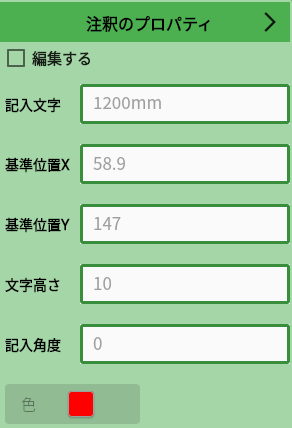 注釈のプロパティ
編集する
記入文字 1200mm
基準位置X 58.9
基準位置Y 147
文字高さ 10
記入角度 0
色